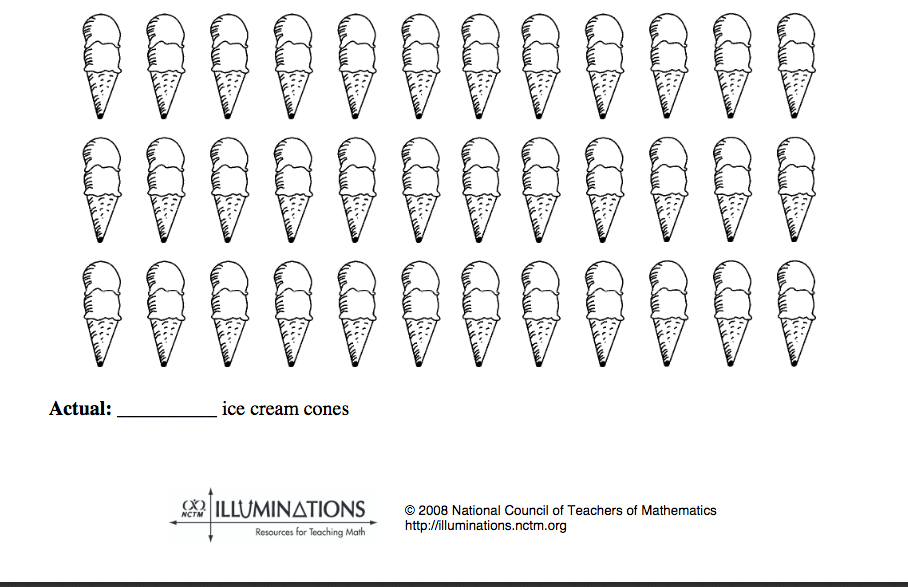 Actual: __________ ice cream cones
NCTM
ILLUMINATIONS
Resources for Teaching Math
© 2008 National Council of Teachers of Mathematics
http://illuminations.nctm.org